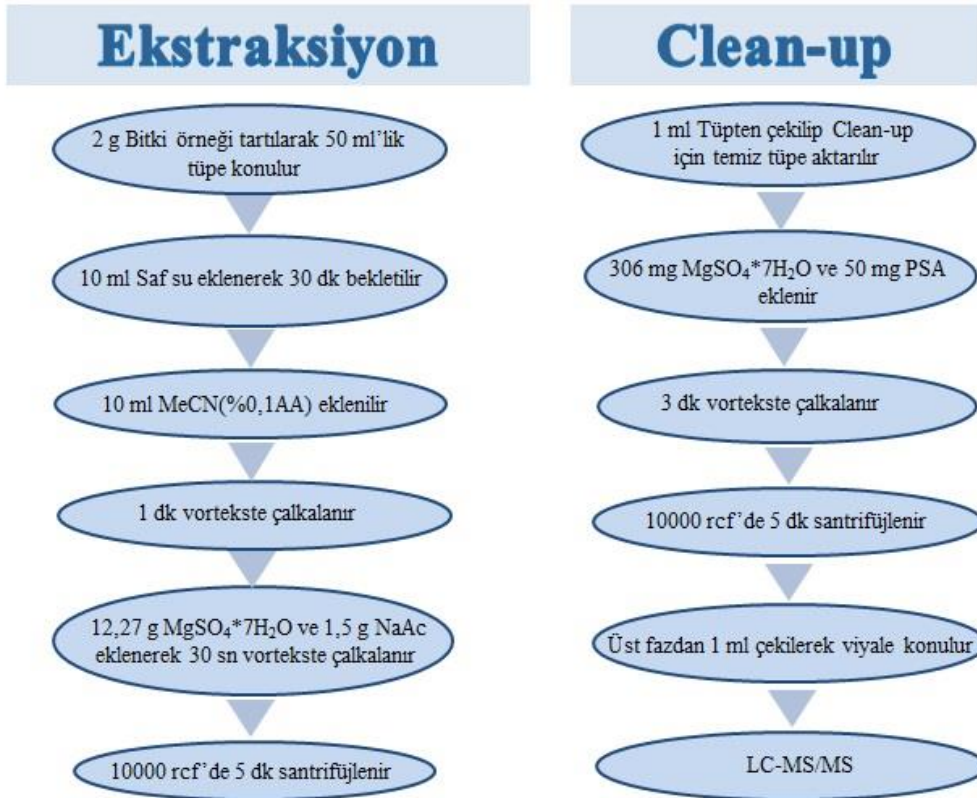 Ekstraksiyon
2 g Bitki örneği tartılarak 50 ml’lik
tüpe konulur
10 ml Saf su eklenerek 30 dk bekletilir
10 ml MeCN(%0,1AA) eklenilir
1 dk vortekste çalkalanır
12,27 g MgSO₄*7H₂O ve 1,5 g NaAc
eklenerek 30 sn vortekste çalkalanır
10000 rcf’de 5 dk santrifüjlenir
Clean-up
1 ml Tüpten çekilip Clean-up
için temiz tüpe aktarılır
306 mg MgSO₄*7H₂O ve 50 mg PSA
eklenir
3 dk vortekste çalkalanır
10000 rcf’de 5 dk santrifüjlenir
Üst fazdan 1 ml çekilerek viyale konulur
LC-MS/MS